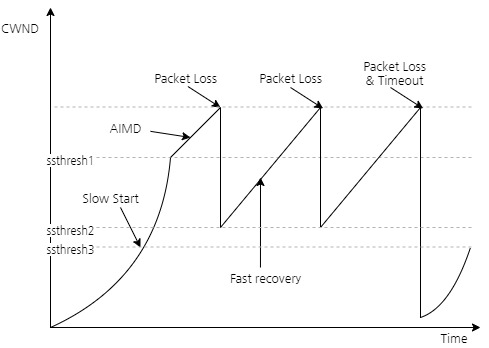 CWND
Packet Loss
Packet Loss
Packet Loss
& Timeout
AIMD
ssthresh1
Slow Start
ssthresh2
ssthresh3
Fast recovery
Time